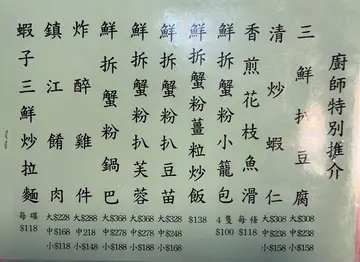 廚師特別推介
三鮮扒豆腐
大$308
中$238
小$158
清炒蝦仁
大$308
中$238
小$158
香煎花枝魚滑
每條
$118
鮮拆蟹粉小籠包
4隻
$100
鮮拆蟹粉薑粒炒飯
$138
鮮拆蟹粉扒豆苗
大$328
中$248
小$168
鮮拆蟹粉扒芙蓉
大$368
中$278
小$188
鮮拆蟹粉鍋巴
大$368
中$278
小$188
炸醉雞件
大$288
中218
小$148
鎮江餚肉
大$228
中$168
小$118
蝦子三鮮炒拉麵
每碟
$118